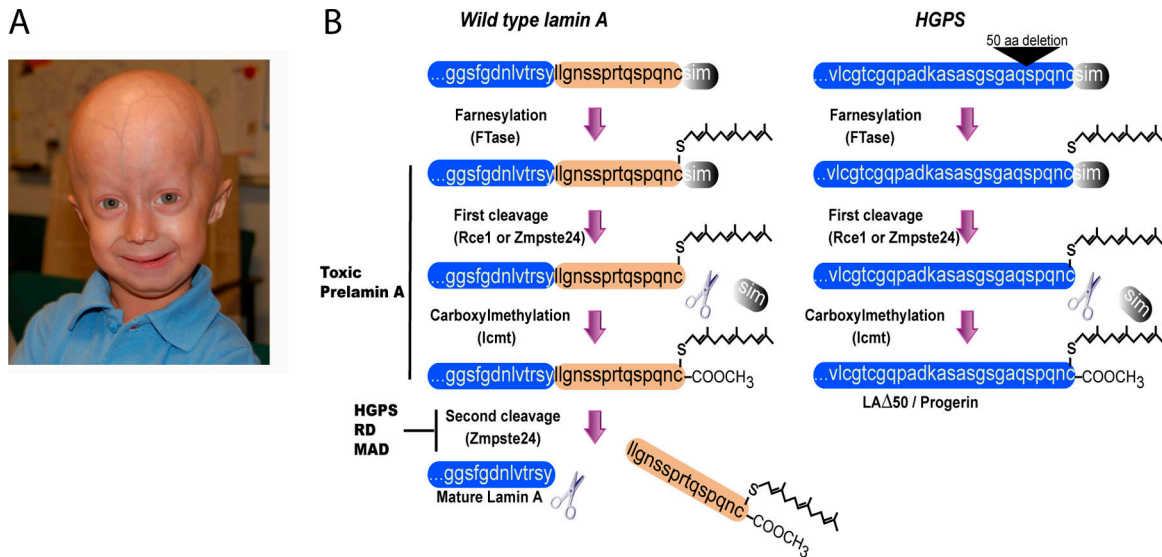 A
B
Wild type lamin A
HGPS
50 aa deletion
...ggsfgdnlvtrsyllgnssprtqspqncsim
...vlcgtcgqpadkasasgsgaqspqncsim
Farnesylation
(FTase)
Farnesylation
(FTase)
S
S
...ggsfgdnlvtrsyllgnssprtqspqncsim
...vlcgtcgqpadkasasgsgaqspqncsim
First cleavage
(Rce1 or Zmpste24)
First cleavage
(Rce1 or Zmpste24)
S
S
...ggsfgdnlvtrsyllgnssprtqspqnc
sim
...vlcgtcgqpadkasasgsgaqspqnc
sim
Toxic
Prelamin A
Carboxylmethylation
(Icmt)
Carboxylmethylation
(Icmt)
S
S
...ggsfgdnlvtrsyllgnssprtqspqnc-COOCH3
...vlcgtcgqpadkasasgsgaqspqnc-COOCH3
LAΔ50 / Progerin
HGPS
RD
MAD
Second cleavage
(Zmpste24)
...ggsfgdnlvtrsy
Mature Lamin A
llgnssprtqspqnc
S
-COOCH3